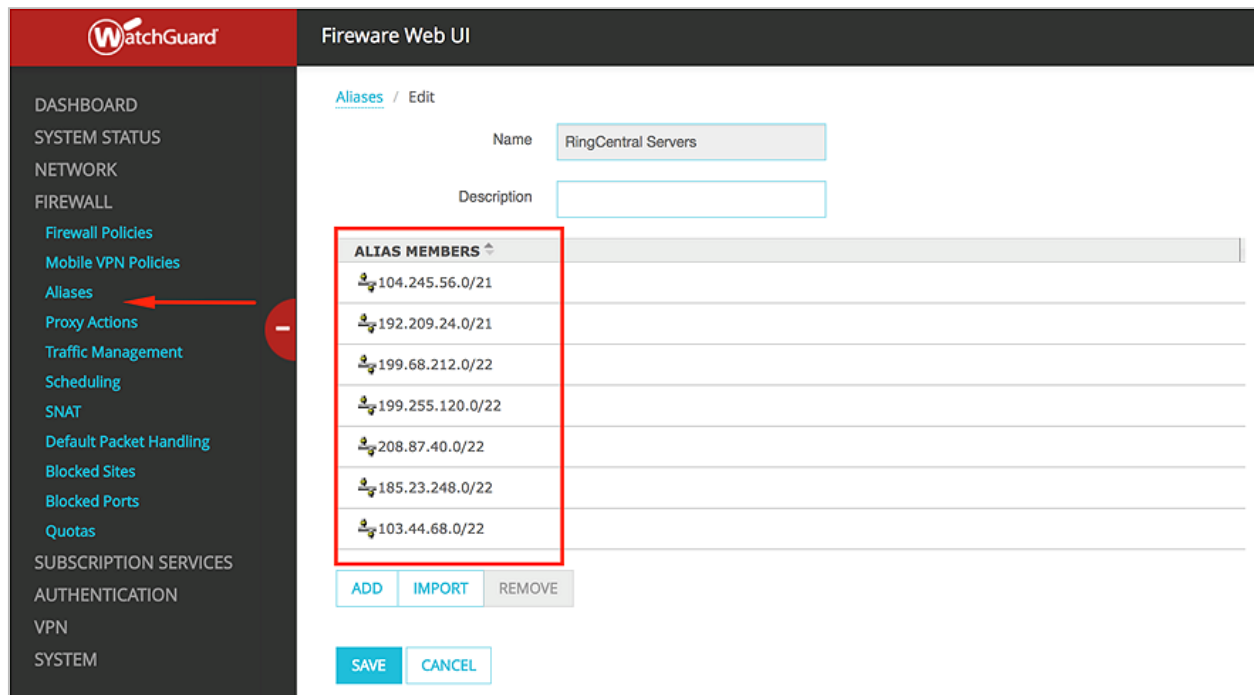 WatchGuard
Fireware Web UI
DASHBOARD
SYSTEM STATUS
NETWORK
FIREWALL
Firewall Policies
Mobile VPN Policies
Aliases
Proxy Actions
Traffic Management
Scheduling
SNAT
Default Packet Handling
Blocked Sites
Blocked Ports
Quotas
SUBSCRIPTION SERVICES
AUTHENTICATION
VPN
SYSTEM
Aliases / Edit
Name RingCentral Servers
Description
ALIAS MEMBERS
104.245.56.0/21
192.209.24.0/21
199.68.212.0/22
199.255.120.0/22
208.87.40.0/22
185.23.248.0/22
103.44.68.0/22
ADD IMPORT REMOVE
SAVE CANCEL